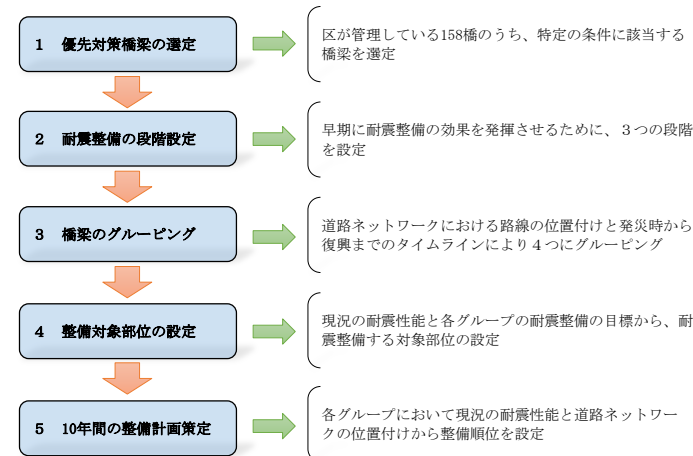 1 優先対策橋梁の選定
区が管理している158橋のうち、特定の条件に該当する
橋梁を選定
2 耐震整備の段階設定
早期に耐震整備の効果を発揮させるために、３つの段階
を設定
3 橋梁のグルーピング
道路ネットワークにおける路線の位置付けと発災時から
復興までのタイムラインにより４つにグルーピング
4 整備対象部位の設定
現況の耐震性能と各グループの耐震整備の目標から、耐
震整備する対象部位の設定
5 10年間の整備計画策定
各グループにおいて現況の耐震性能と道路ネットワー
クの位置付けから整備順位を設定